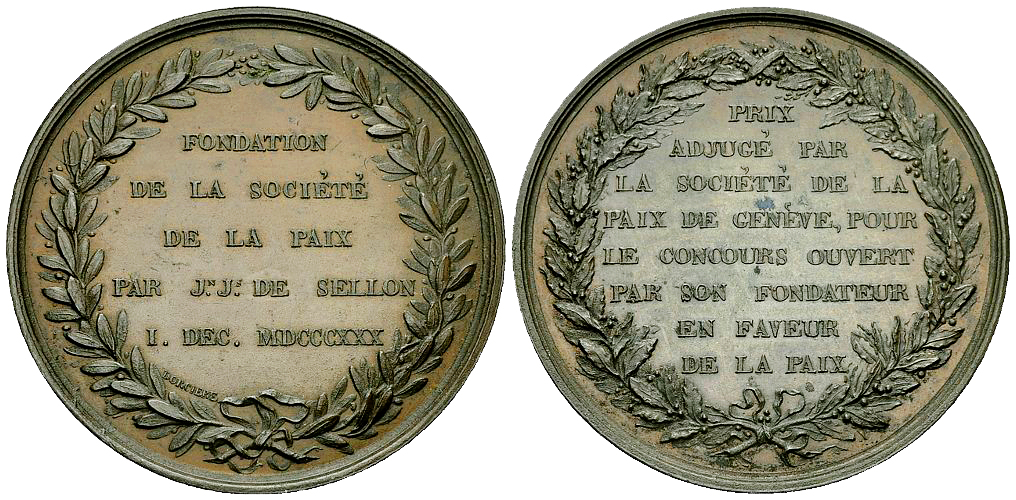 FONDATION
DE LA SOCIÉTÉ
DE LA PAIX
PAR J.N J.S DE SELLON
I. DEC. MDCCCXXX
DORCIERE
PRIX
ADJUGÉ PAR
LA SOCIÉTÉ DE LA
PAIX DE GENÈVE, POUR
LE CONCOURS OUVERT
PAR SON FONDATEUR
EN FAVEUR
DE LA PAIX